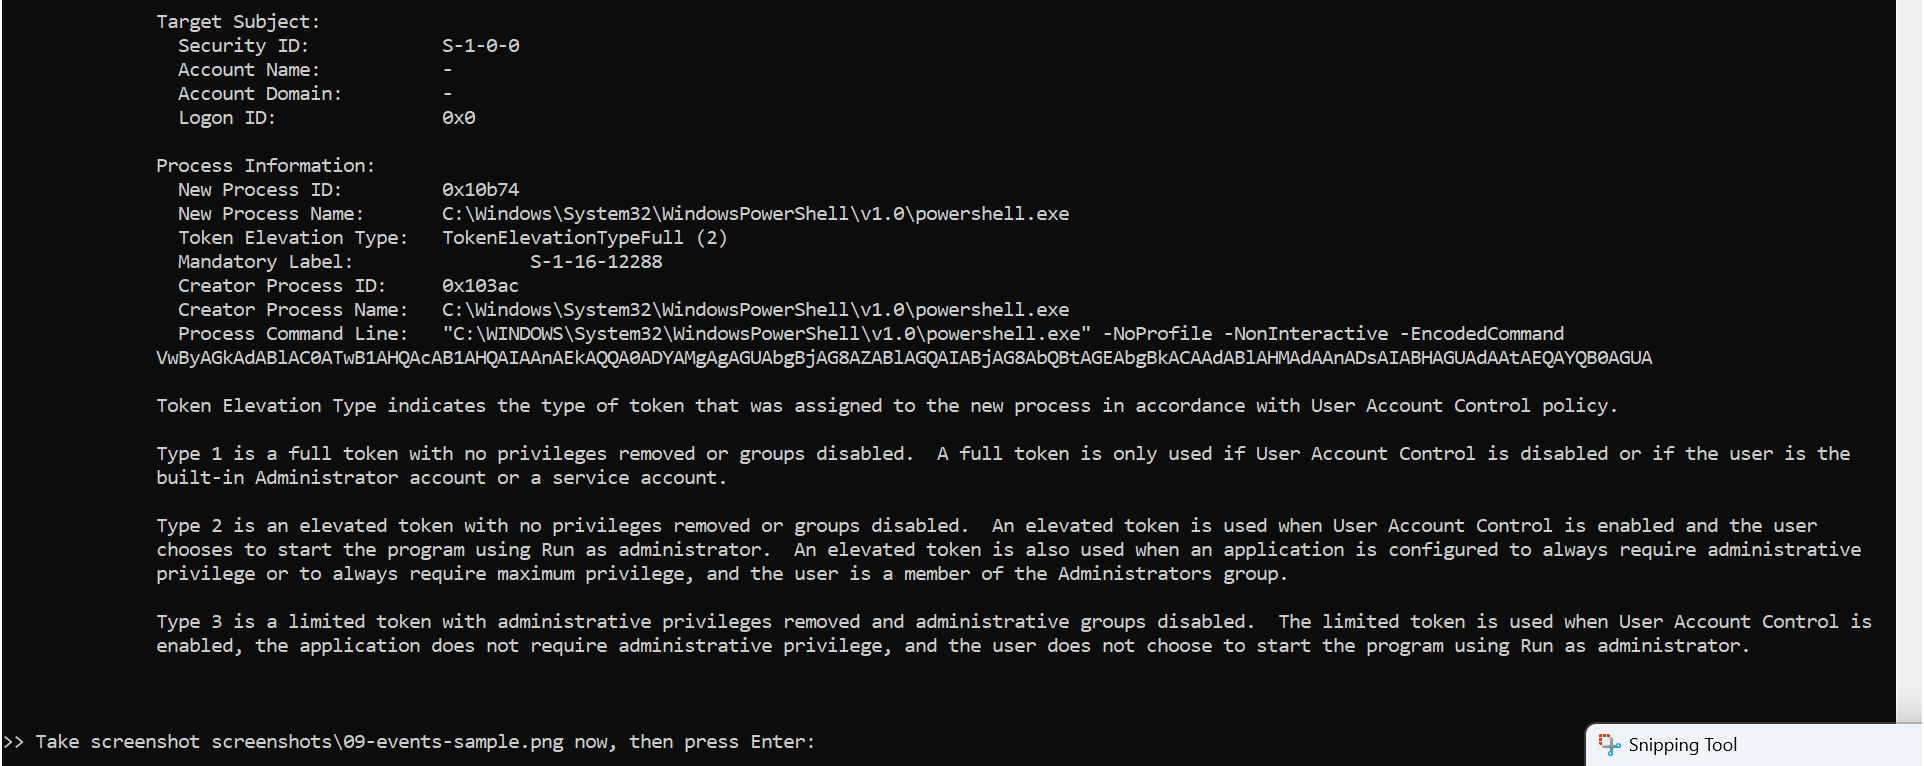 Target Subject:
Security ID: S-1-0-0
Account Name: -
Account Domain: -
Logon ID: 0x0
Process Information:
New Process ID: 0x10b74
New Process Name: C:\Windows\System32\WindowsPowerShell\v1.0\powershell.exe
Token Elevation Type: TokenElevationTypeFull (2)
Mandatory Label: S-1-16-12288
Creator Process ID: 0x103ac
Creator Process Name: C:\Windows\System32\WindowsPowerShell\v1.0\powershell.exe
Process Command Line: "C:\WINDOWS\System32\WindowsPowerShell\v1.0\powershell.exe" -NoProfile -NonInteractive -EncodedCommand
VwByAGkAdABlAC0ATwB1AHQAcAB1AHQAIAAnAEkAQQA0ADYAMgAgAGUAbgBjAG8AZABlAGQAIABjAG8AbQBtAGEAbgBkACAAdABlAHMAdAAnADsAIABHAGUAdAAtAEQAYQB0AGUA
Token Elevation Type indicates the type of token that was assigned to the new process in accordance with User Account Control policy.
Type 1 is a full token with no privileges removed or groups disabled.  A full token is only used if User Account Control is disabled or if the user is the
built-in Administrator account or a service account.
Type 2 is an elevated token with no privileges removed or groups disabled.  An elevated token is used when User Account Control is enabled and the user
chooses to start the program using Run as administrator.  An elevated token is also used when an application is configured to always require administrative
privilege or to always require maximum privilege, and the user is a member of the Administrators group.
Type 3 is a limited token with administrative privileges removed and administrative groups disabled.  The limited token is used when User Account Control is
enabled, the application does not require administrative privilege, and the user does not choose to start the program using Run as administrator.
>> Take screenshot screenshots\09-events-sample.png now, then press Enter:
Snipping Tool